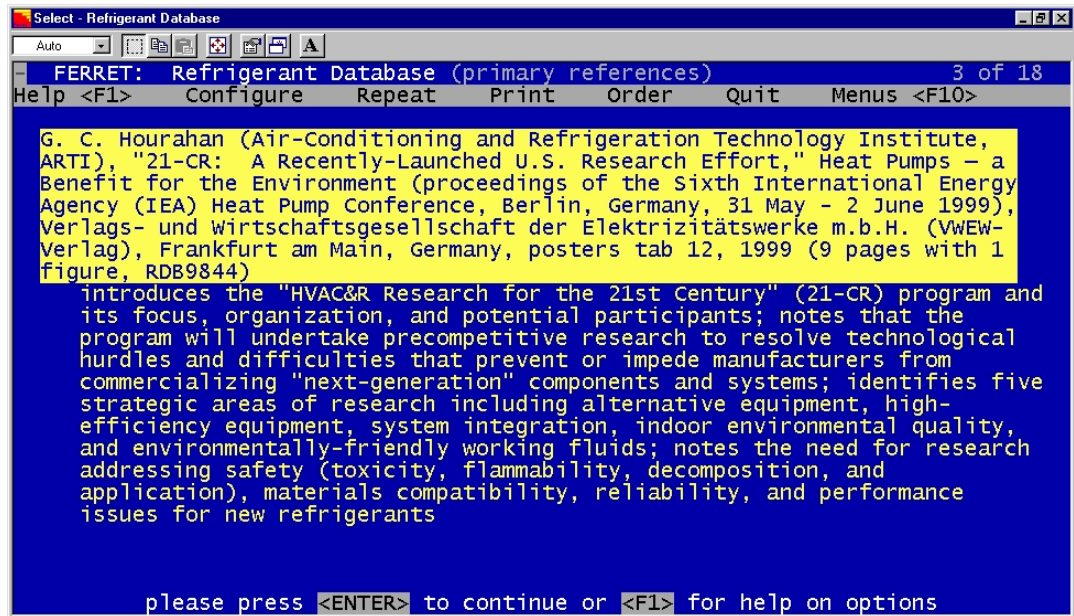 Select - Refrigerant Database
Auto A
- FERRET: Refrigerant Database (primary references) 3 of 18
Help <F1> Configure Repeat Print Order Quit Menus <F10>
G. C. Hourahan (Air-Conditioning and Refrigeration Technology Institute,
ARTI), "21-CR: A Recently-Launched U.S. Research Effort," Heat Pumps — a
Benefit for the Environment (proceedings of the Sixth International Energy
Agency (IEA) Heat Pump Conference, Berlin, Germany, 31 May - 2 June 1999),
Verlags- und Wirtschaftsgesellschaft der Elektrizitätswerke m.b.H. (VWEW-
Verlag), Frankfurt am Main, Germany, posters tab 12, 1999 (9 pages with 1
figure, RDB9844)
introduces the "HVAC&R Research for the 21st Century" (21-CR) program and
its focus, organization, and potential participants; notes that the
program will undertake precompetitive research to resolve technological
hurdles and difficulties that prevent or impede manufacturers from
commercializing "next-generation" components and systems; identifies five
strategic areas of research including alternative equipment, high-
efficiency equipment, system integration, indoor environmental quality,
and environmentally-friendly working fluids; notes the need for research
addressing safety (toxicity, flammability, decomposition, and
application), materials compatibility, reliability, and performance
issues for new refrigerants
please press <ENTER> to continue or <F1> for help on options